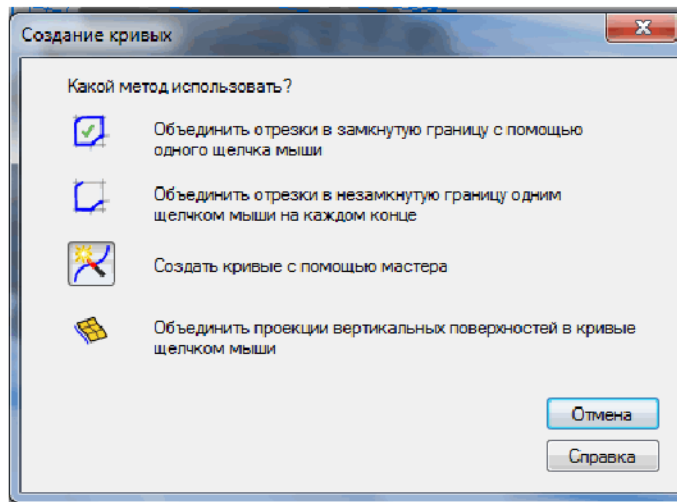 Создание кривых
Какой метод использовать?
Объединить отрезки в замкнутую границу с помощью
одного щелчка мыши
Объединить отрезки в незамкнутую границу одним
щелчком мыши на каждом конце
Создать кривые с помощью мастера
Объединить проекции вертикальных поверхностей в кривые
щелчком мыши
Отмена
Справка